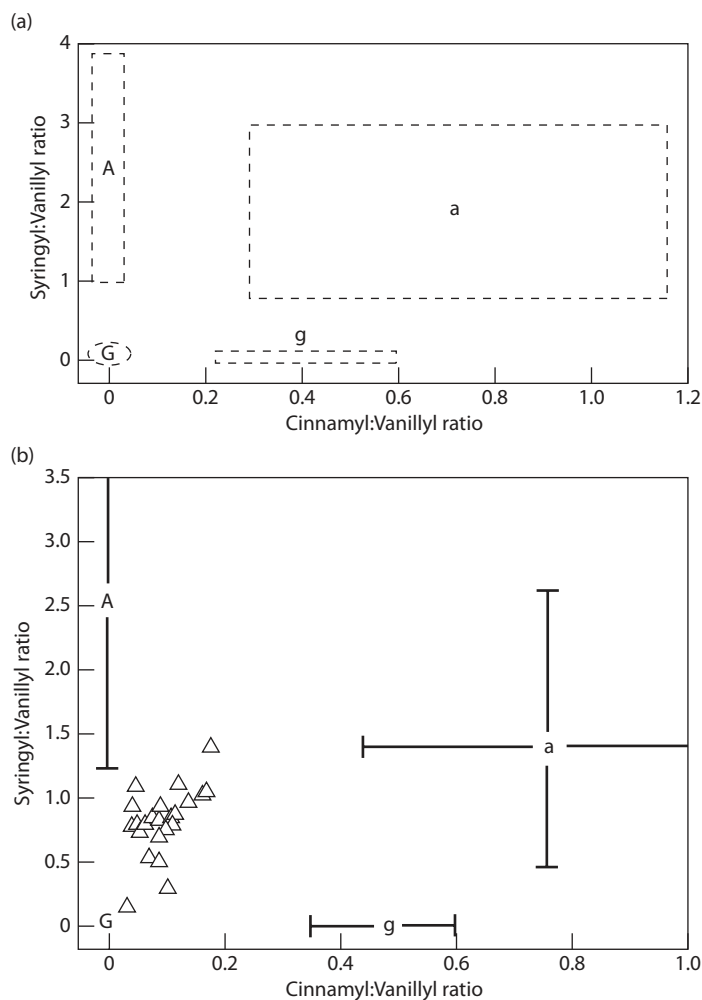 (a)
4
3
2
1
0
Syringyl:Vanillyl ratio
A
a
g
G
0
0.2
0.4
0.6
0.8
1.0
1.2
Cinnamyl:Vanillyl ratio
(b)
3.5
3.0
2.5
2.0
1.5
1.0
0.5
0
Syringyl:Vanillyl ratio
A
a
G
g
0
0.2
0.4
0.6
0.8
1.0
Cinnamyl:Vanillyl ratio